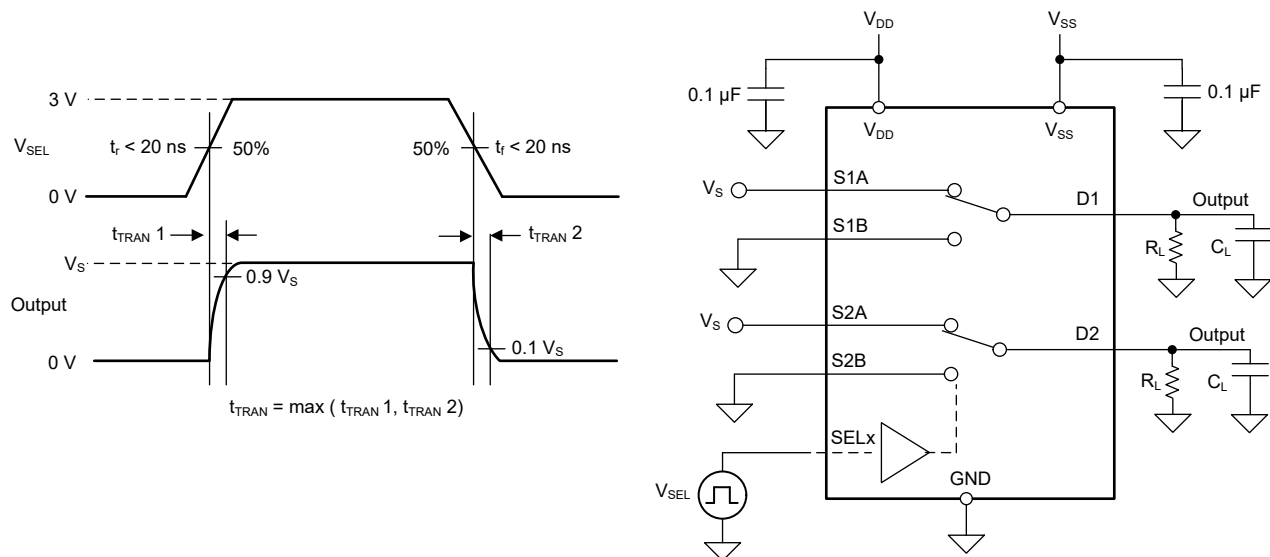 3 V
V_SEL
t_r < 20 ns
50%
50%
t_f < 20 ns
0 V
t_TRAN 1
t_TRAN 2
V_S
0.9 V_S
Output
0.1 V_S
0 V
t_TRAN = max ( t_TRAN 1, t_TRAN 2)
V_DD
V_SS
0.1 µF
0.1 µF
V_DD
V_SS
V_S
S1A
D1
Output
S1B
R_L
C_L
V_S
S2A
D2
Output
S2B
R_L
C_L
SELx
V_SEL
GND